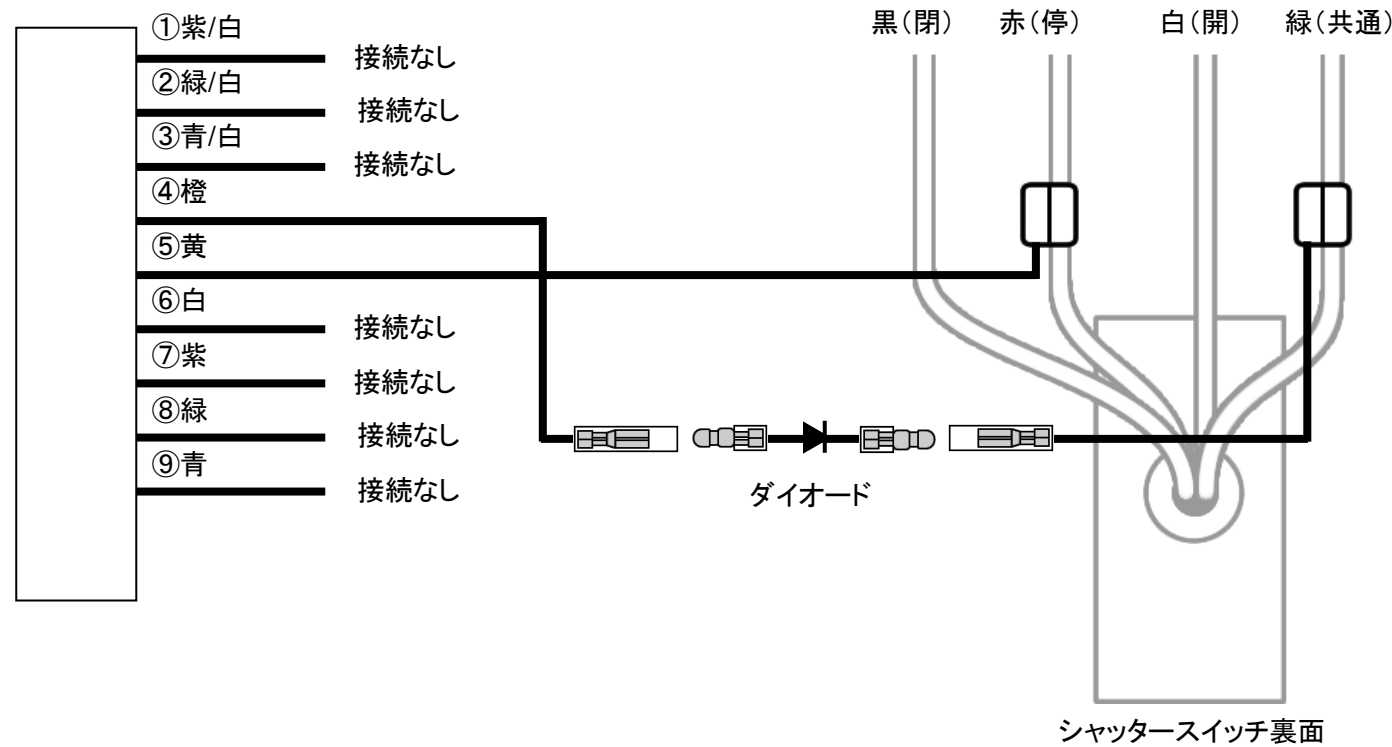 黒（閉）
赤（停）
白（開）
緑（共通）
①紫/白
接続なし
②緑/白
接続なし
③青/白
接続なし
④橙
⑤黄
⑥白
接続なし
⑦紫
接続なし
⑧緑
接続なし
⑨青
接続なし
ダイオード
シャッタースイッチ裏面